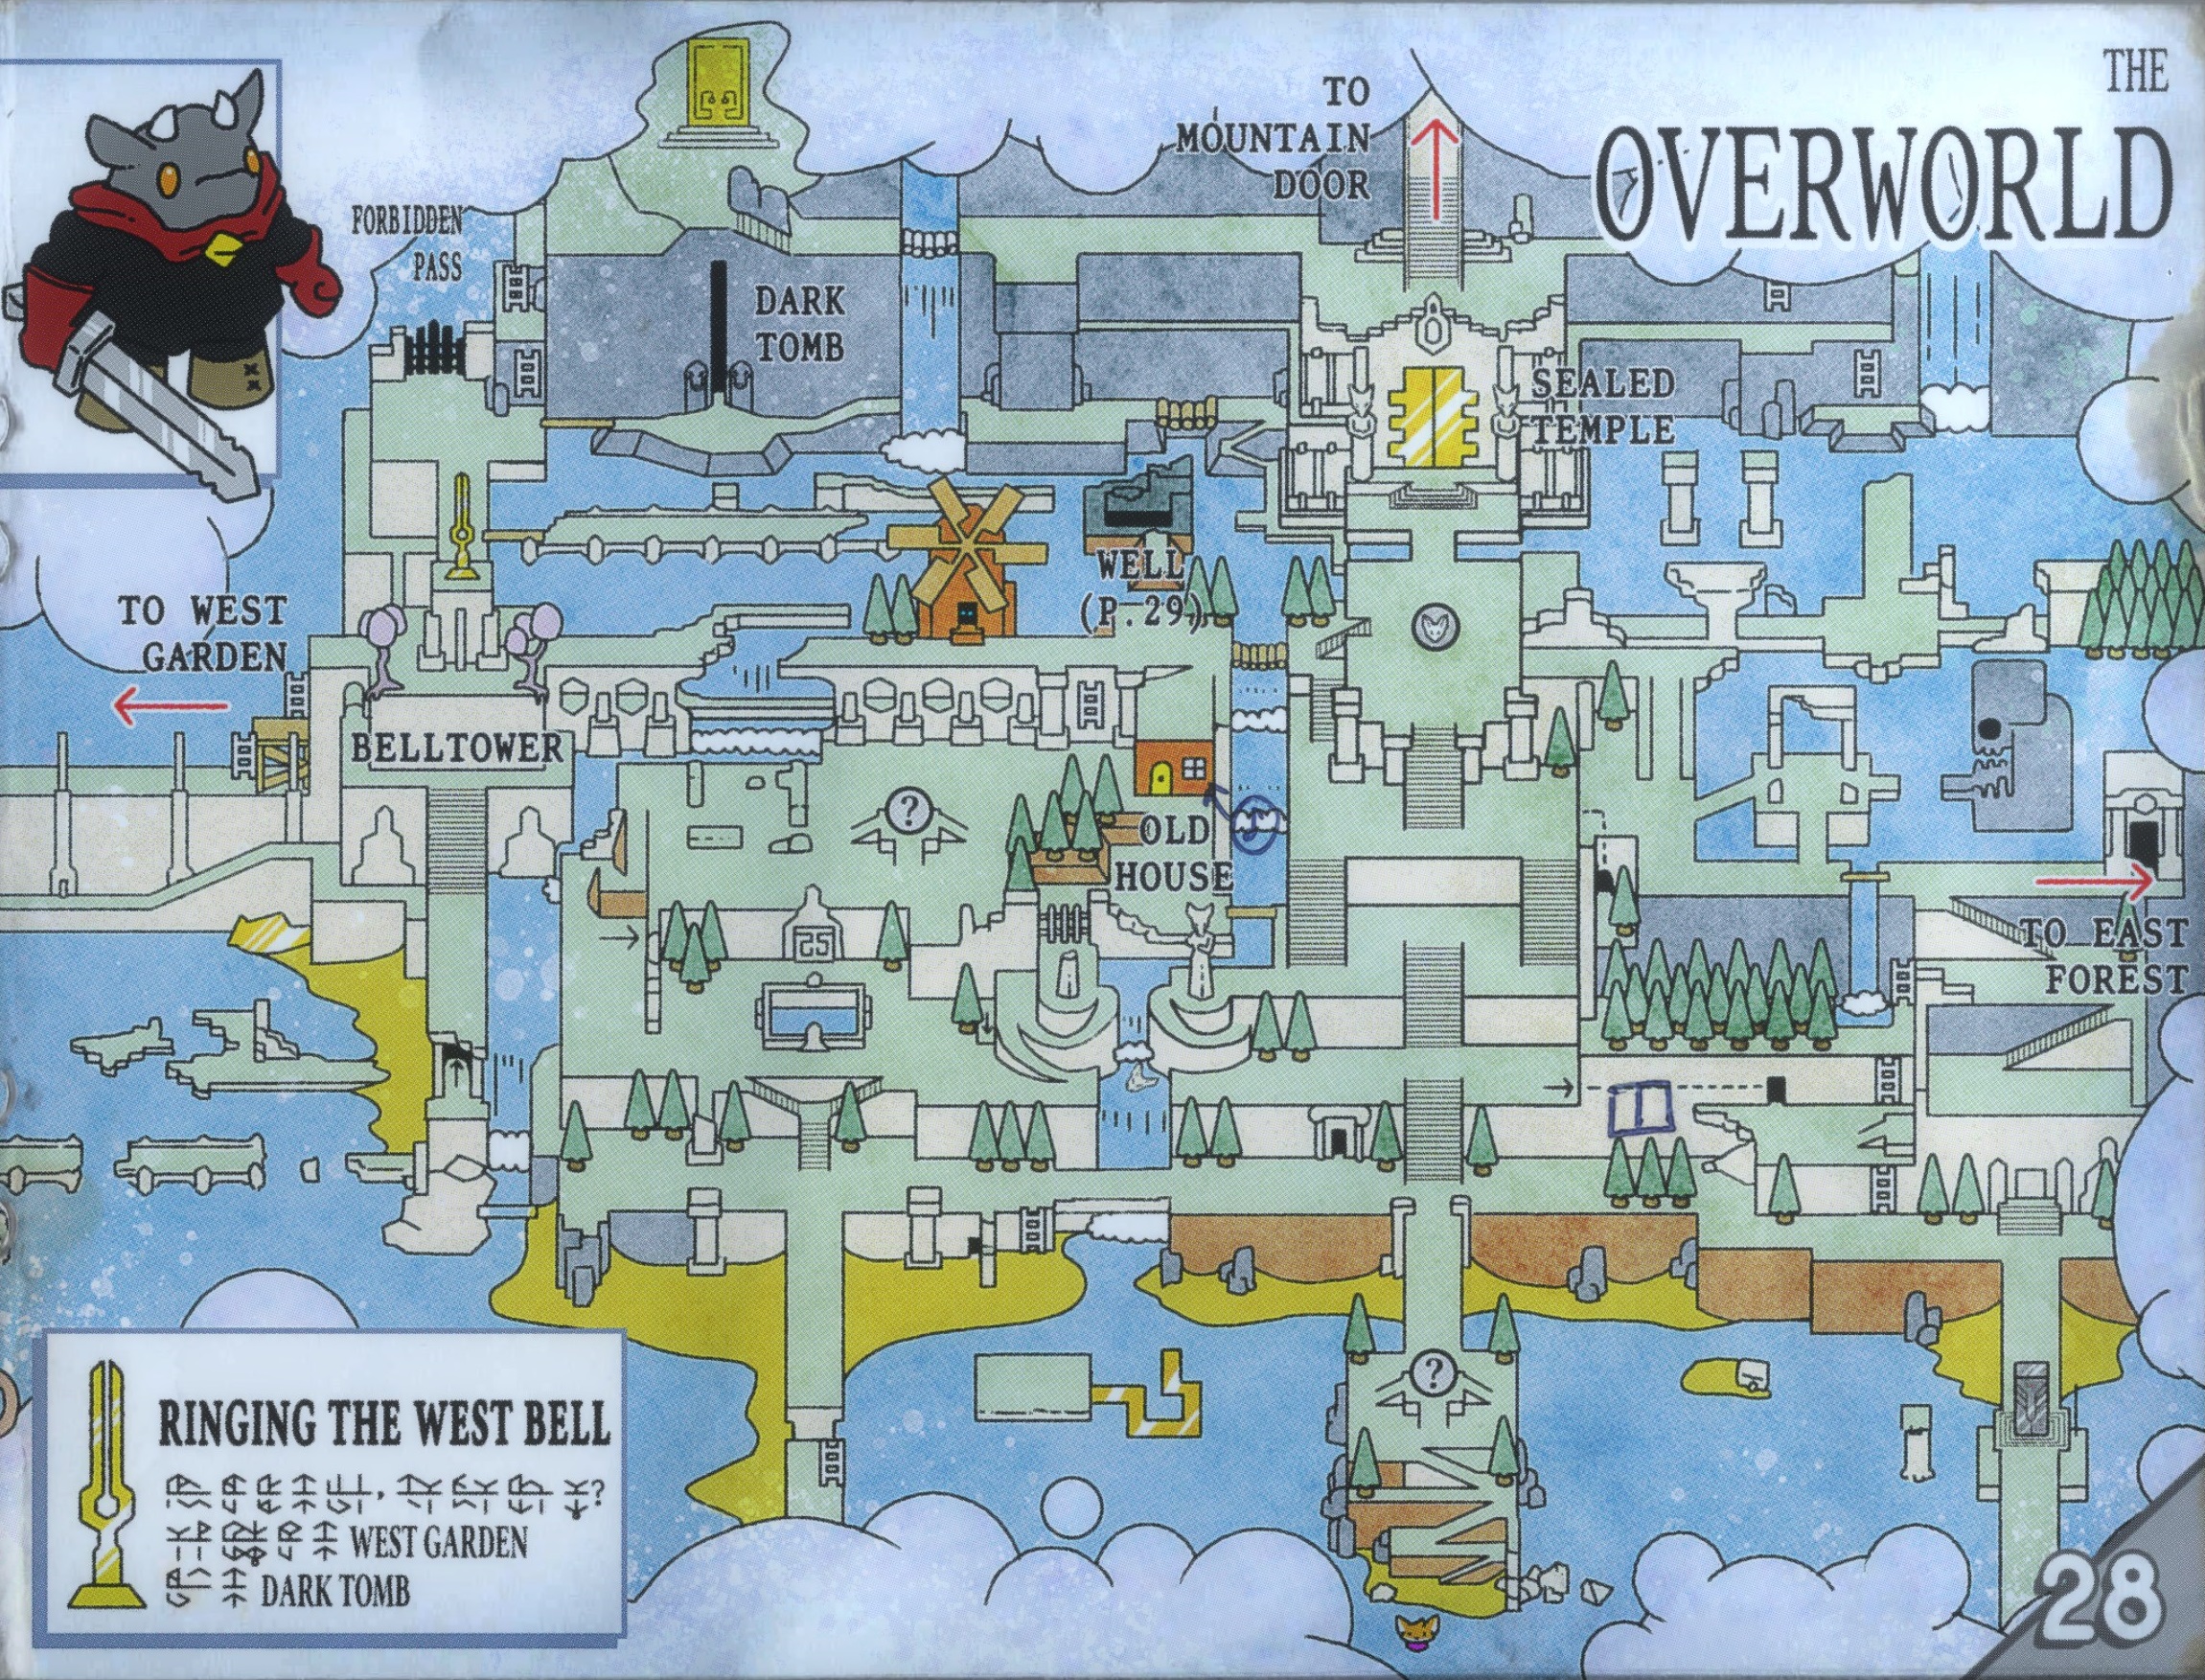 THE
OVERWORLD
TO
MOUNTAIN
DOOR
FORBIDDEN
PASS
DARK
TOMB
SEALED
TEMPLE
WELL
(P.29)
TO WEST
GARDEN
BELLTOWER
?
OLD
HOUSE
25
TO EAST
FOREST
?
RINGING THE WEST BELL
WEST GARDEN
DARK TOMB
28